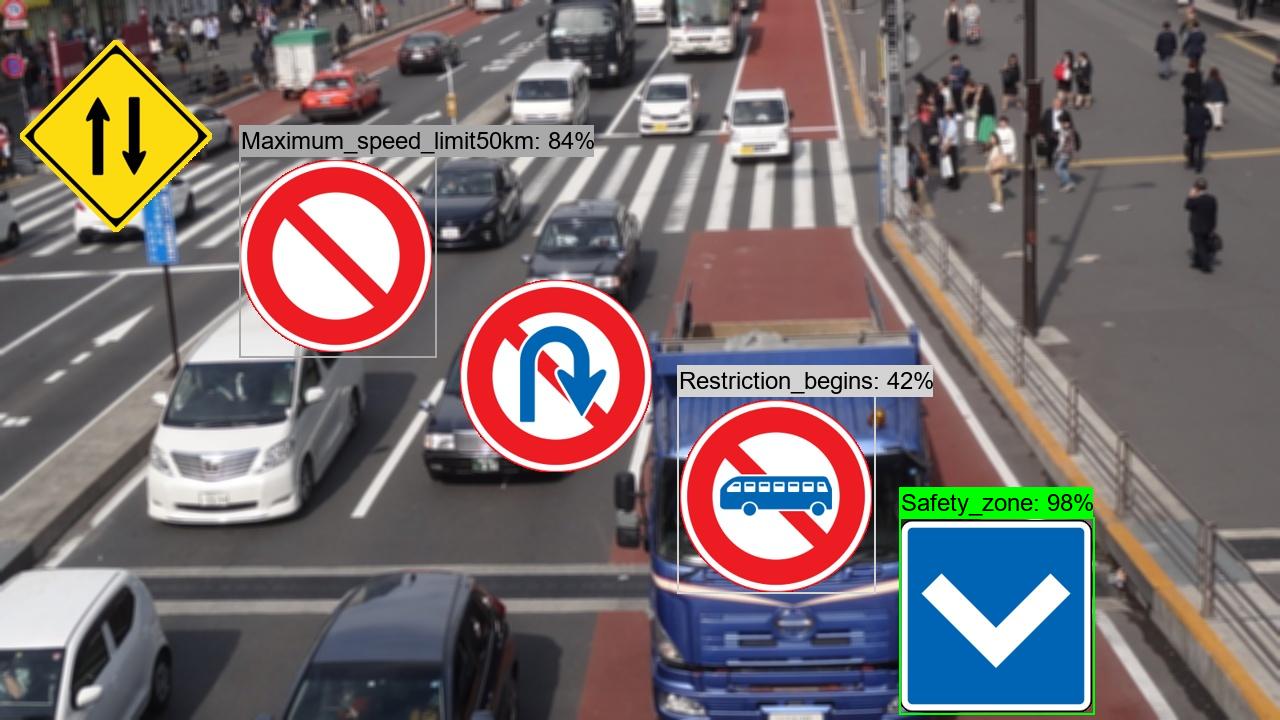 Maximum_speed_limit50km: 84%
Restriction_begins: 42%
Safety_zone: 98%